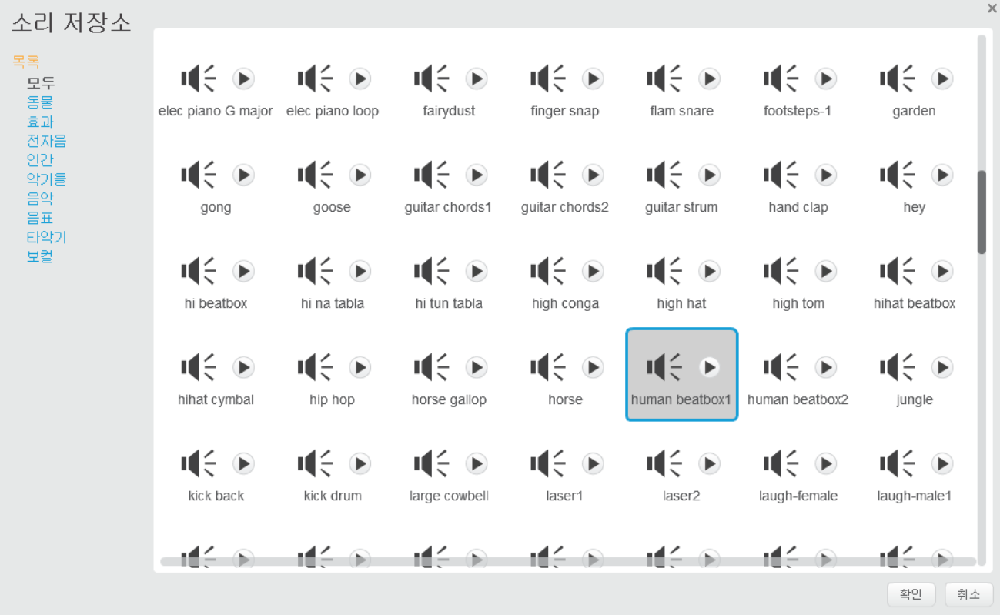 소리 저장소
목록
모두
동물
효과
전자음
인간
악기들
음악
음표
타악기
보컬
elec piano G major elec piano loop fairydust finger snap flam snare footsteps-1 garden
gong goose guitar chords1 guitar chords2 guitar strum hand clap hey
hi beatbox hi na tabla hi tun tabla high conga high hat high tom hihat beatbox
hihat cymbal hip hop horse gallop horse human beatbox1 human beatbox2 jungle
kick back kick drum large cowbell laser1 laser2 laugh-female laugh-male1
확인 취소